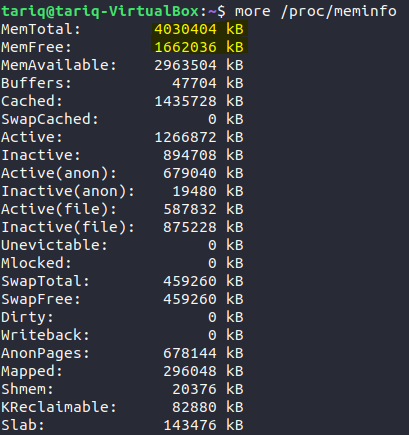 tariq@tariq-VirtualBox:~$ more /proc/meminfo
MemTotal: 4030404 kB
MemFree: 1662036 kB
MemAvailable: 2963504 kB
Buffers: 47704 kB
Cached: 1435728 kB
SwapCached: 0 kB
Active: 1266872 kB
Inactive: 894708 kB
Active(anon): 679040 kB
Inactive(anon): 19480 kB
Active(file): 587832 kB
Inactive(file): 875228 kB
Unevictable: 0 kB
Mlocked: 0 kB
SwapTotal: 459260 kB
SwapFree: 459260 kB
Dirty: 0 kB
Writeback: 0 kB
AnonPages: 678144 kB
Mapped: 296048 kB
Shmem: 20376 kB
KReclaimable: 82880 kB
Slab: 143476 kB